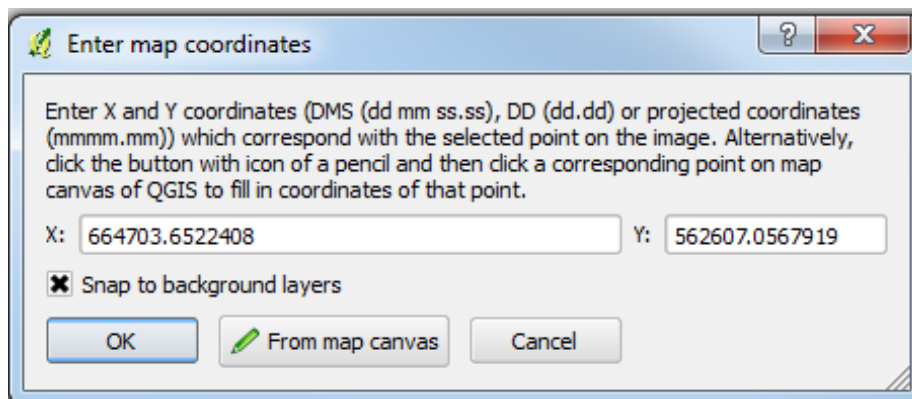 Enter map coordinates
Enter X and Y coordinates (DMS (dd mm ss.ss), DD (dd.dd) or projected coordinates
(mmmm.mm)) which correspond with the selected point on the image. Alternatively,
click the button with icon of a pencil and then click a corresponding point on map
canvas of QGIS to fill in coordinates of that point.
X: 664703.6522408 Y: 562607.0567919
Snap to background layers
OK From map canvas Cancel